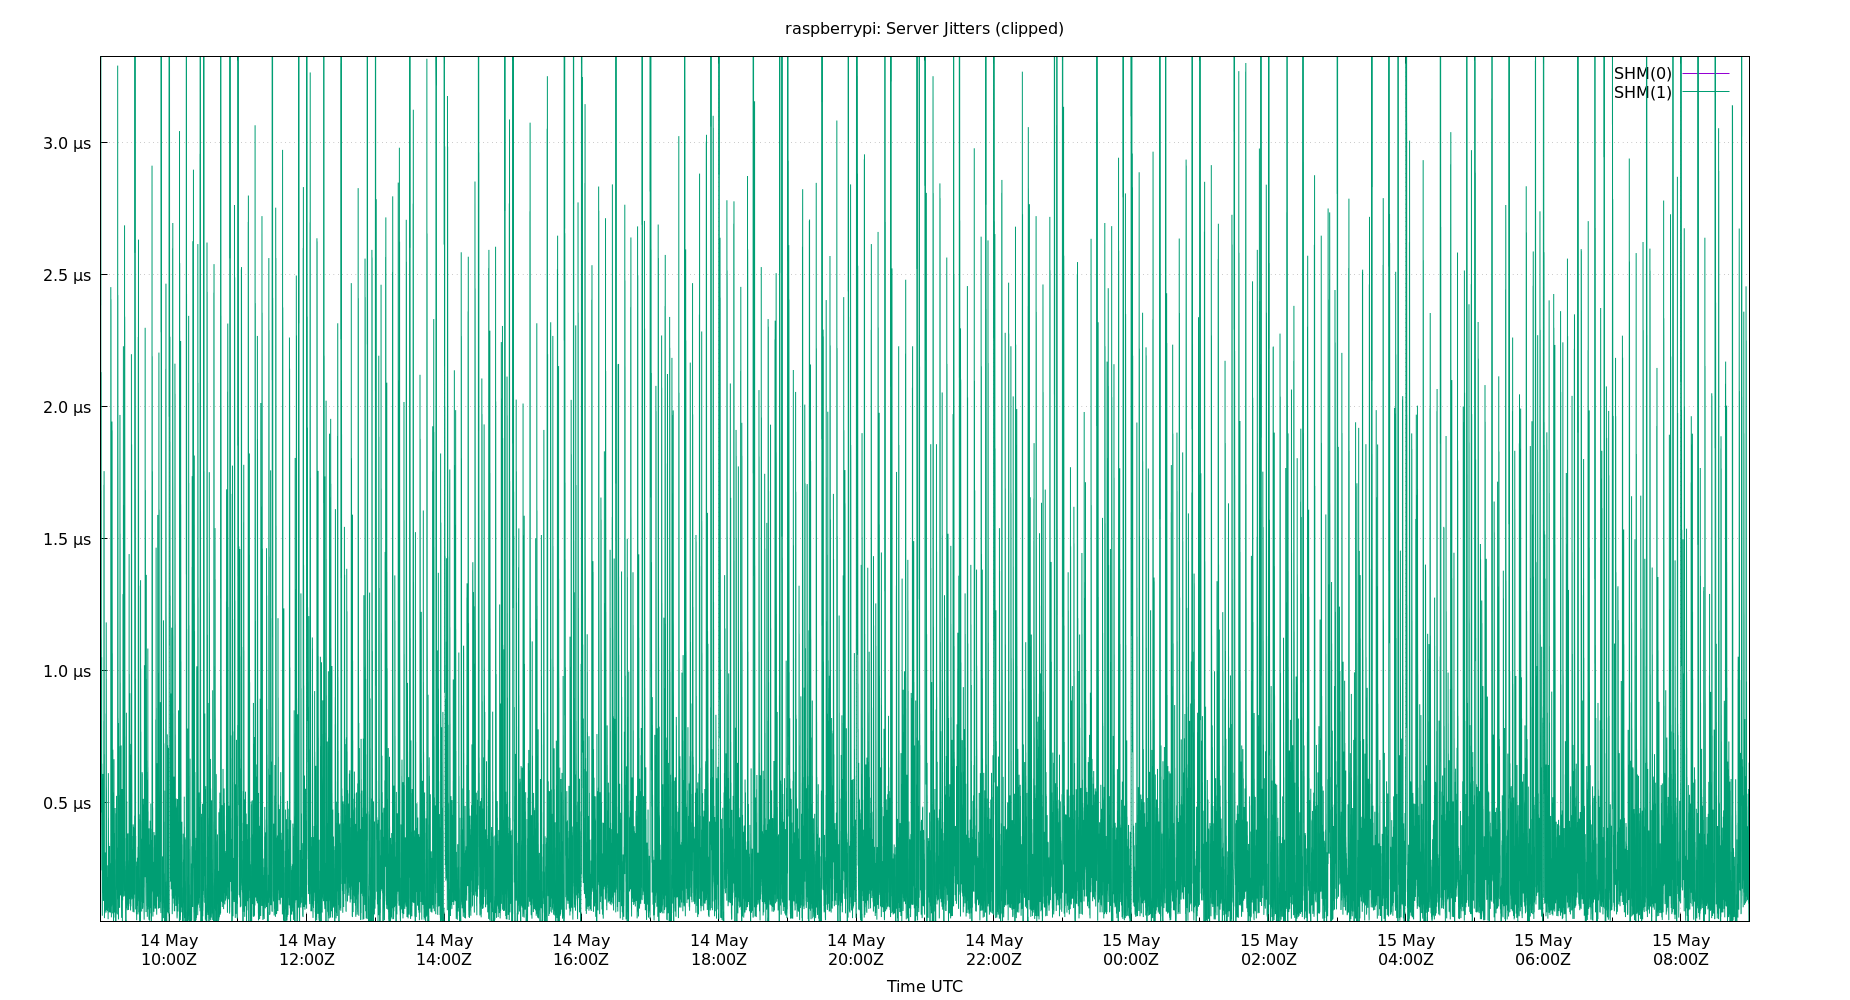 raspberrypi: Server Jitters (clipped)
SHM(0)
SHM(1)
3.0 µs
2.5 µs
2.0 µs
1.5 µs
1.0 µs
0.5 µs
14 May 14 May 14 May 14 May 14 May 14 May 14 May 15 May 15 May 15 May 15 May 15 May
10:00Z 12:00Z 14:00Z 16:00Z 18:00Z 20:00Z 22:00Z 00:00Z 02:00Z 04:00Z 06:00Z 08:00Z
Time UTC